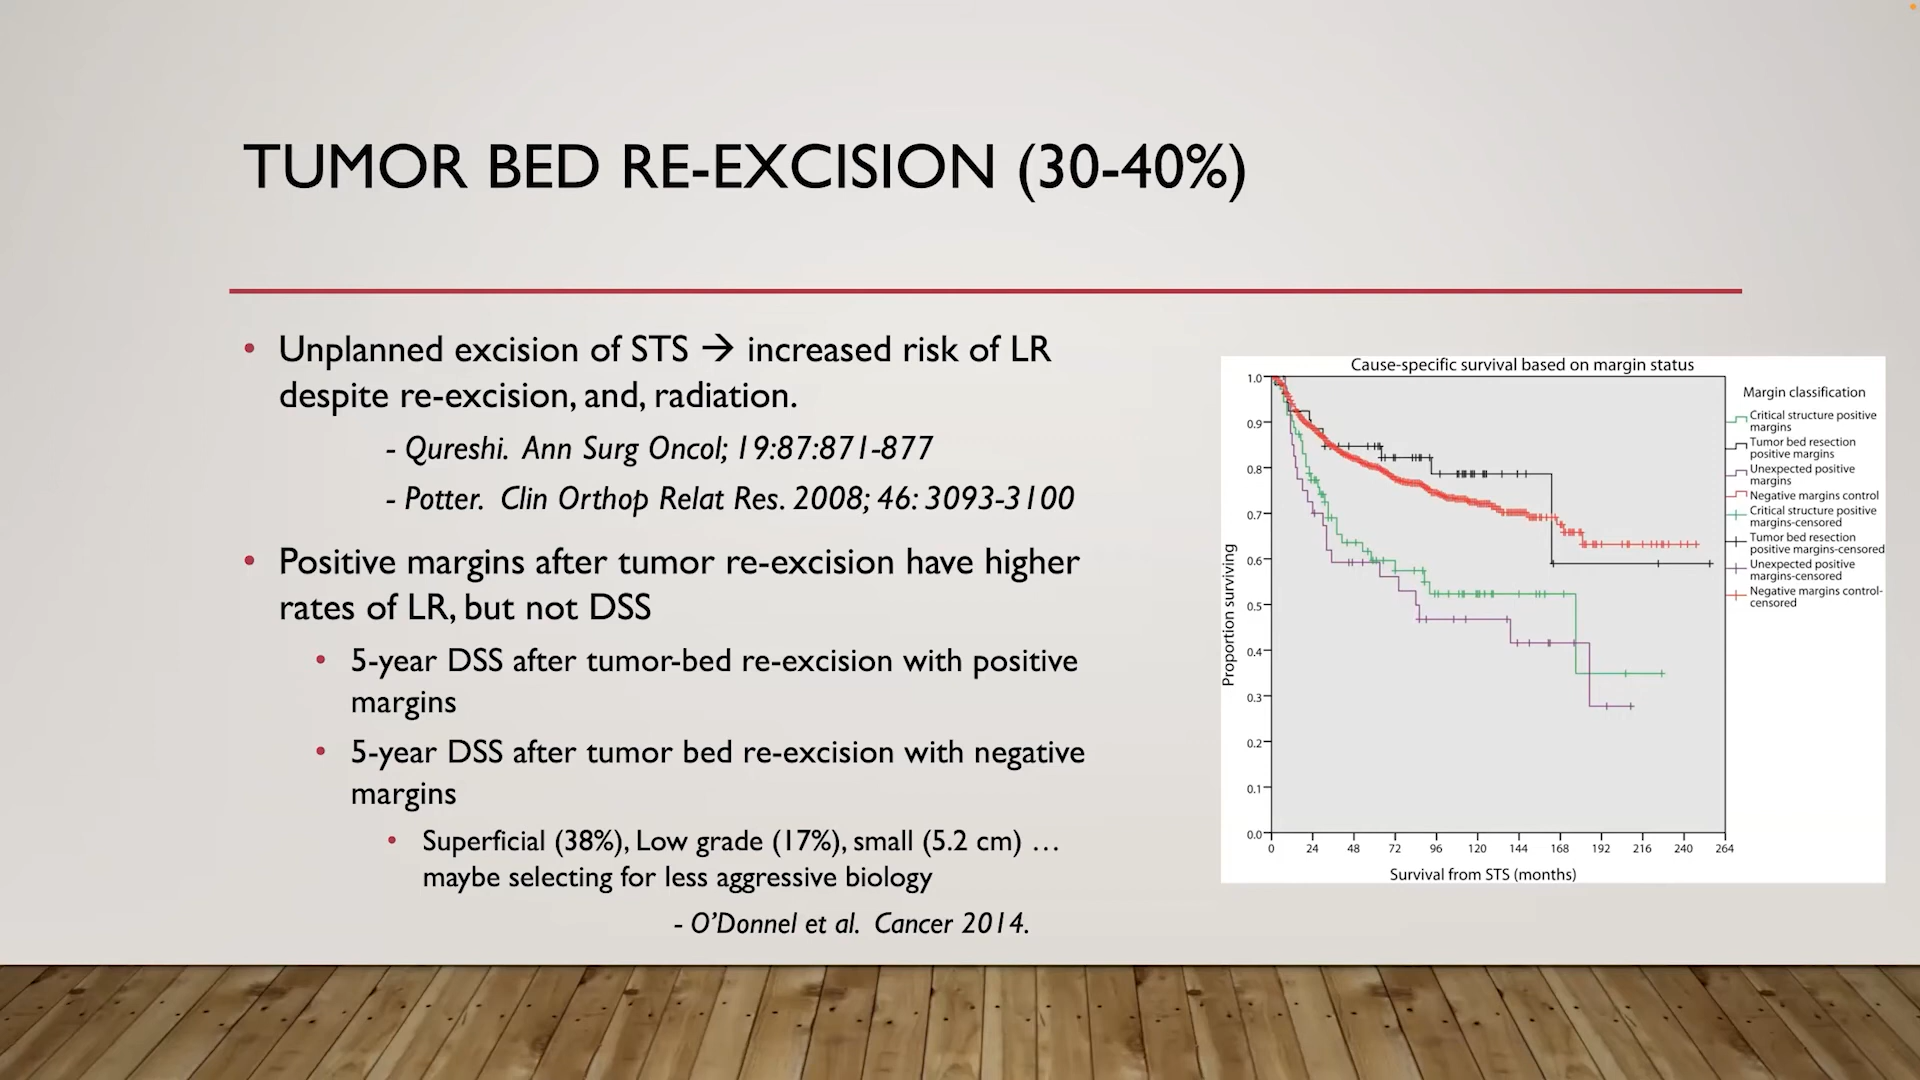 TUMOR BED RE-EXCISION (30-40%)
• Unplanned excision of STS → increased risk of LR
despite re-excision, and, radiation.
- Qureshi. Ann Surg Oncol; 19:87:871-877
- Potter. Clin Orthop Relat Res. 2008; 46: 3093-3100
• Positive margins after tumor re-excision have higher
rates of LR, but not DSS
• 5-year DSS after tumor-bed re-excision with positive
margins
• 5-year DSS after tumor bed re-excision with negative
margins
• Superficial (38%), Low grade (17%), small (5.2 cm) …
maybe selecting for less aggressive biology
- O’Donnel et al. Cancer 2014.
Cause-specific survival based on margin status
Proportion surviving
1.0
0.9
0.8
0.7
0.6
0.5
0.4
0.3
0.2
0.1
0.0
0 24 48 72 96 120 144 168 192 216 240 264
Survival from STS (months)
Margin classification
Critical structure positive
margins
Tumor bed resection
positive margins
Unexpected positive
margins
Negative margins control
Critical structure positive
margins-censored
Tumor bed resection
positive margins-censored
Unexpected positive
margins-censored
Negative margins control-
censored